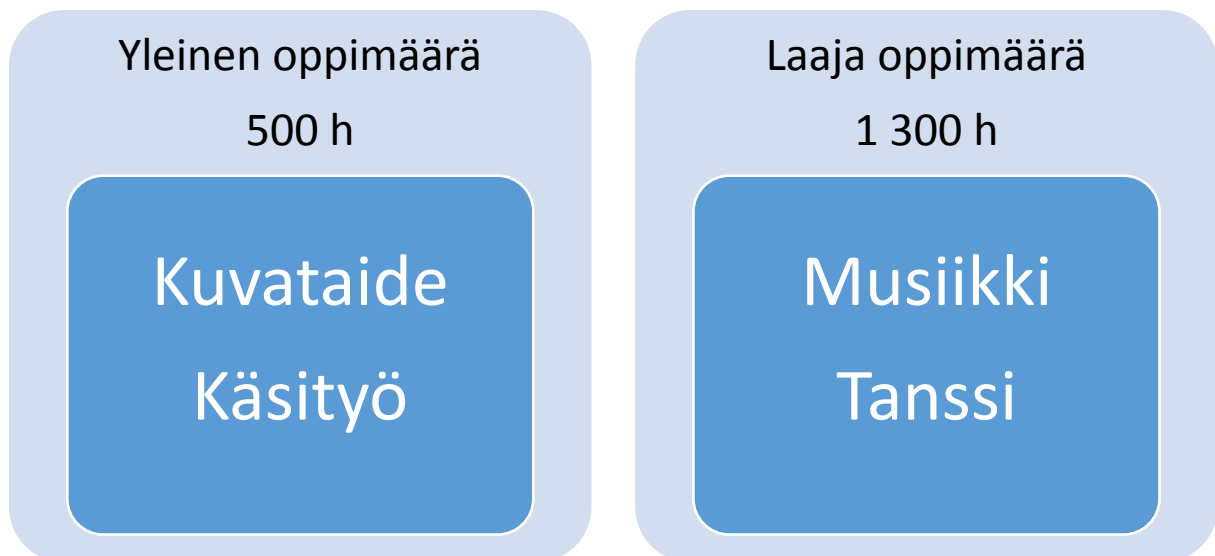 Yleinen oppimäärä
500 h
Kuvataide
Käsityö
Laaja oppimäärä
1 300 h
Musiikki
Tanssi